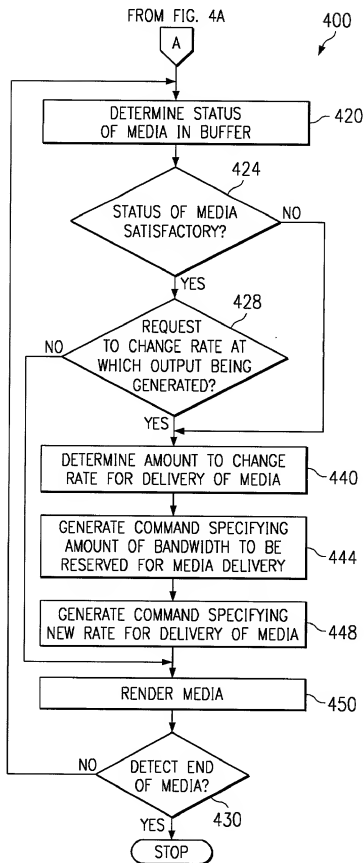 FROM FIG. 4A
400
A
DETERMINE STATUS
OF MEDIA IN BUFFER
420
424
STATUS OF MEDIA
SATISFACTORY?
NO
YES
428
REQUEST
TO CHANGE RATE AT
WHICH OUTPUT BEING
GENERATED?
NO
YES
DETERMINE AMOUNT TO CHANGE
RATE FOR DELIVERY OF MEDIA
440
GENERATE COMMAND SPECIFYING
AMOUNT OF BANDWIDTH TO BE
RESERVED FOR MEDIA DELIVERY
444
GENERATE COMMAND SPECIFYING
NEW RATE FOR DELIVERY OF MEDIA
448
RENDER MEDIA
450
NO
DETECT END
OF MEDIA?
430
YES
STOP